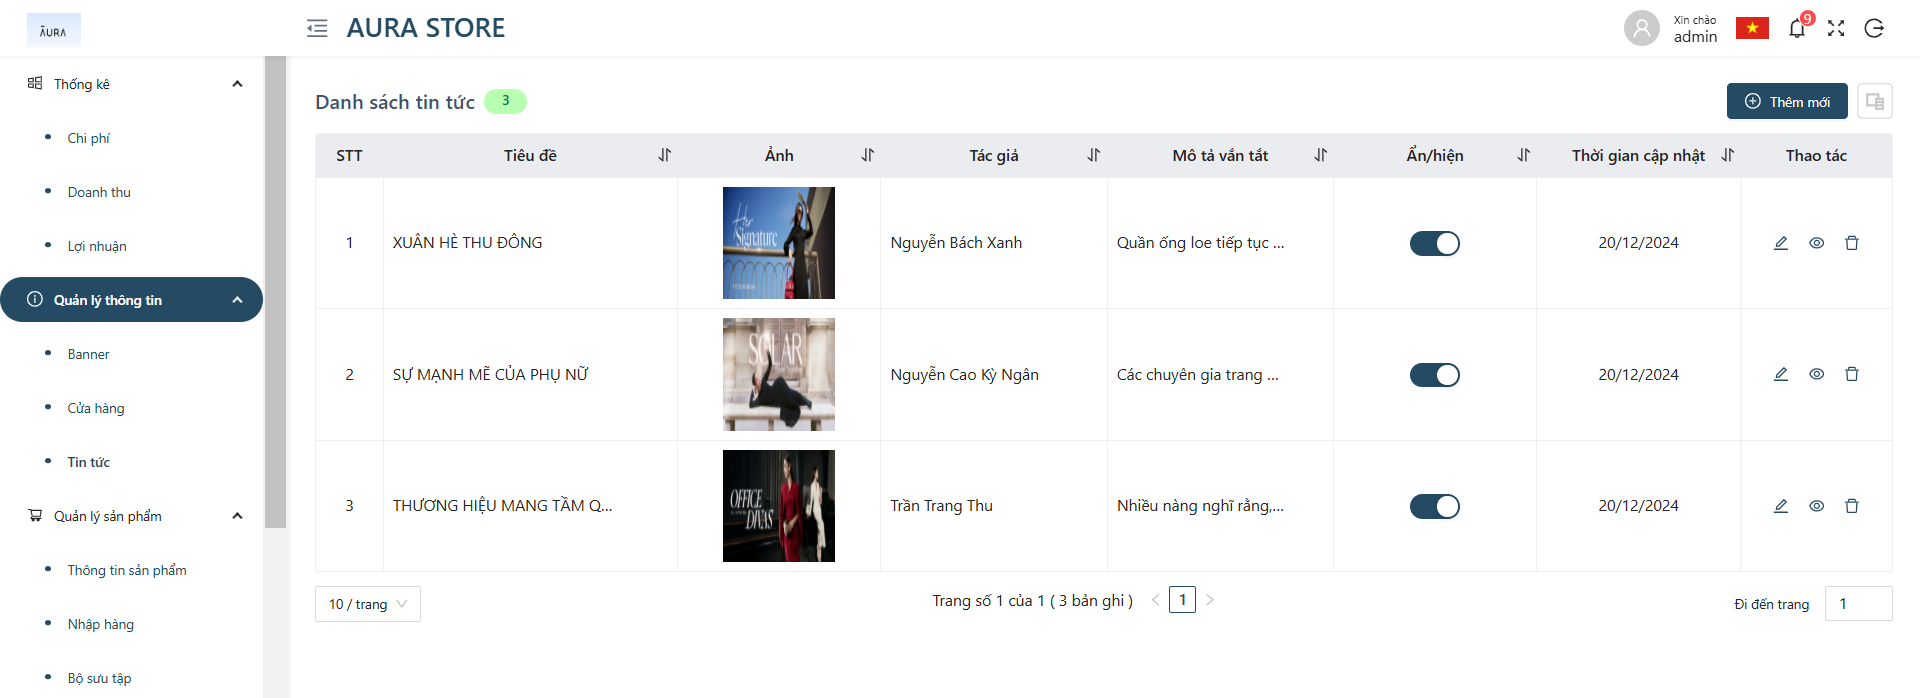 ĀURA
AURA STORE
Xin chào
admin
9
Thống kê
Chi phí
Doanh thu
Lợi nhuận
Quản lý thông tin
Banner
Cửa hàng
Tin tức
Quản lý sản phẩm
Thông tin sản phẩm
Nhập hàng
Bộ sưu tập
Danh sách tin tức 3
Thêm mới
STT Tiêu đề Ảnh Tác giả Mô tả vắn tắt Ẩn/hiện Thời gian cập nhật Thao tác
1 XUÂN HÈ THU ĐÔNG Nguyễn Bách Xanh Quần ống loe tiếp tục ... 20/12/2024
Her
Signature
2 SỰ MẠNH MẼ CỦA PHỤ NỮ Nguyễn Cao Kỳ Ngân Các chuyên gia trang ... 20/12/2024
SOLAR
3 THƯƠNG HIỆU MANG TẦM Q... Trần Trang Thu Nhiều nàng nghĩ rằng,... 20/12/2024
OFFICE
DIVAS
10 / trang
Trang số 1 của 1 ( 3 bản ghi ) 1
Đi đến trang 1